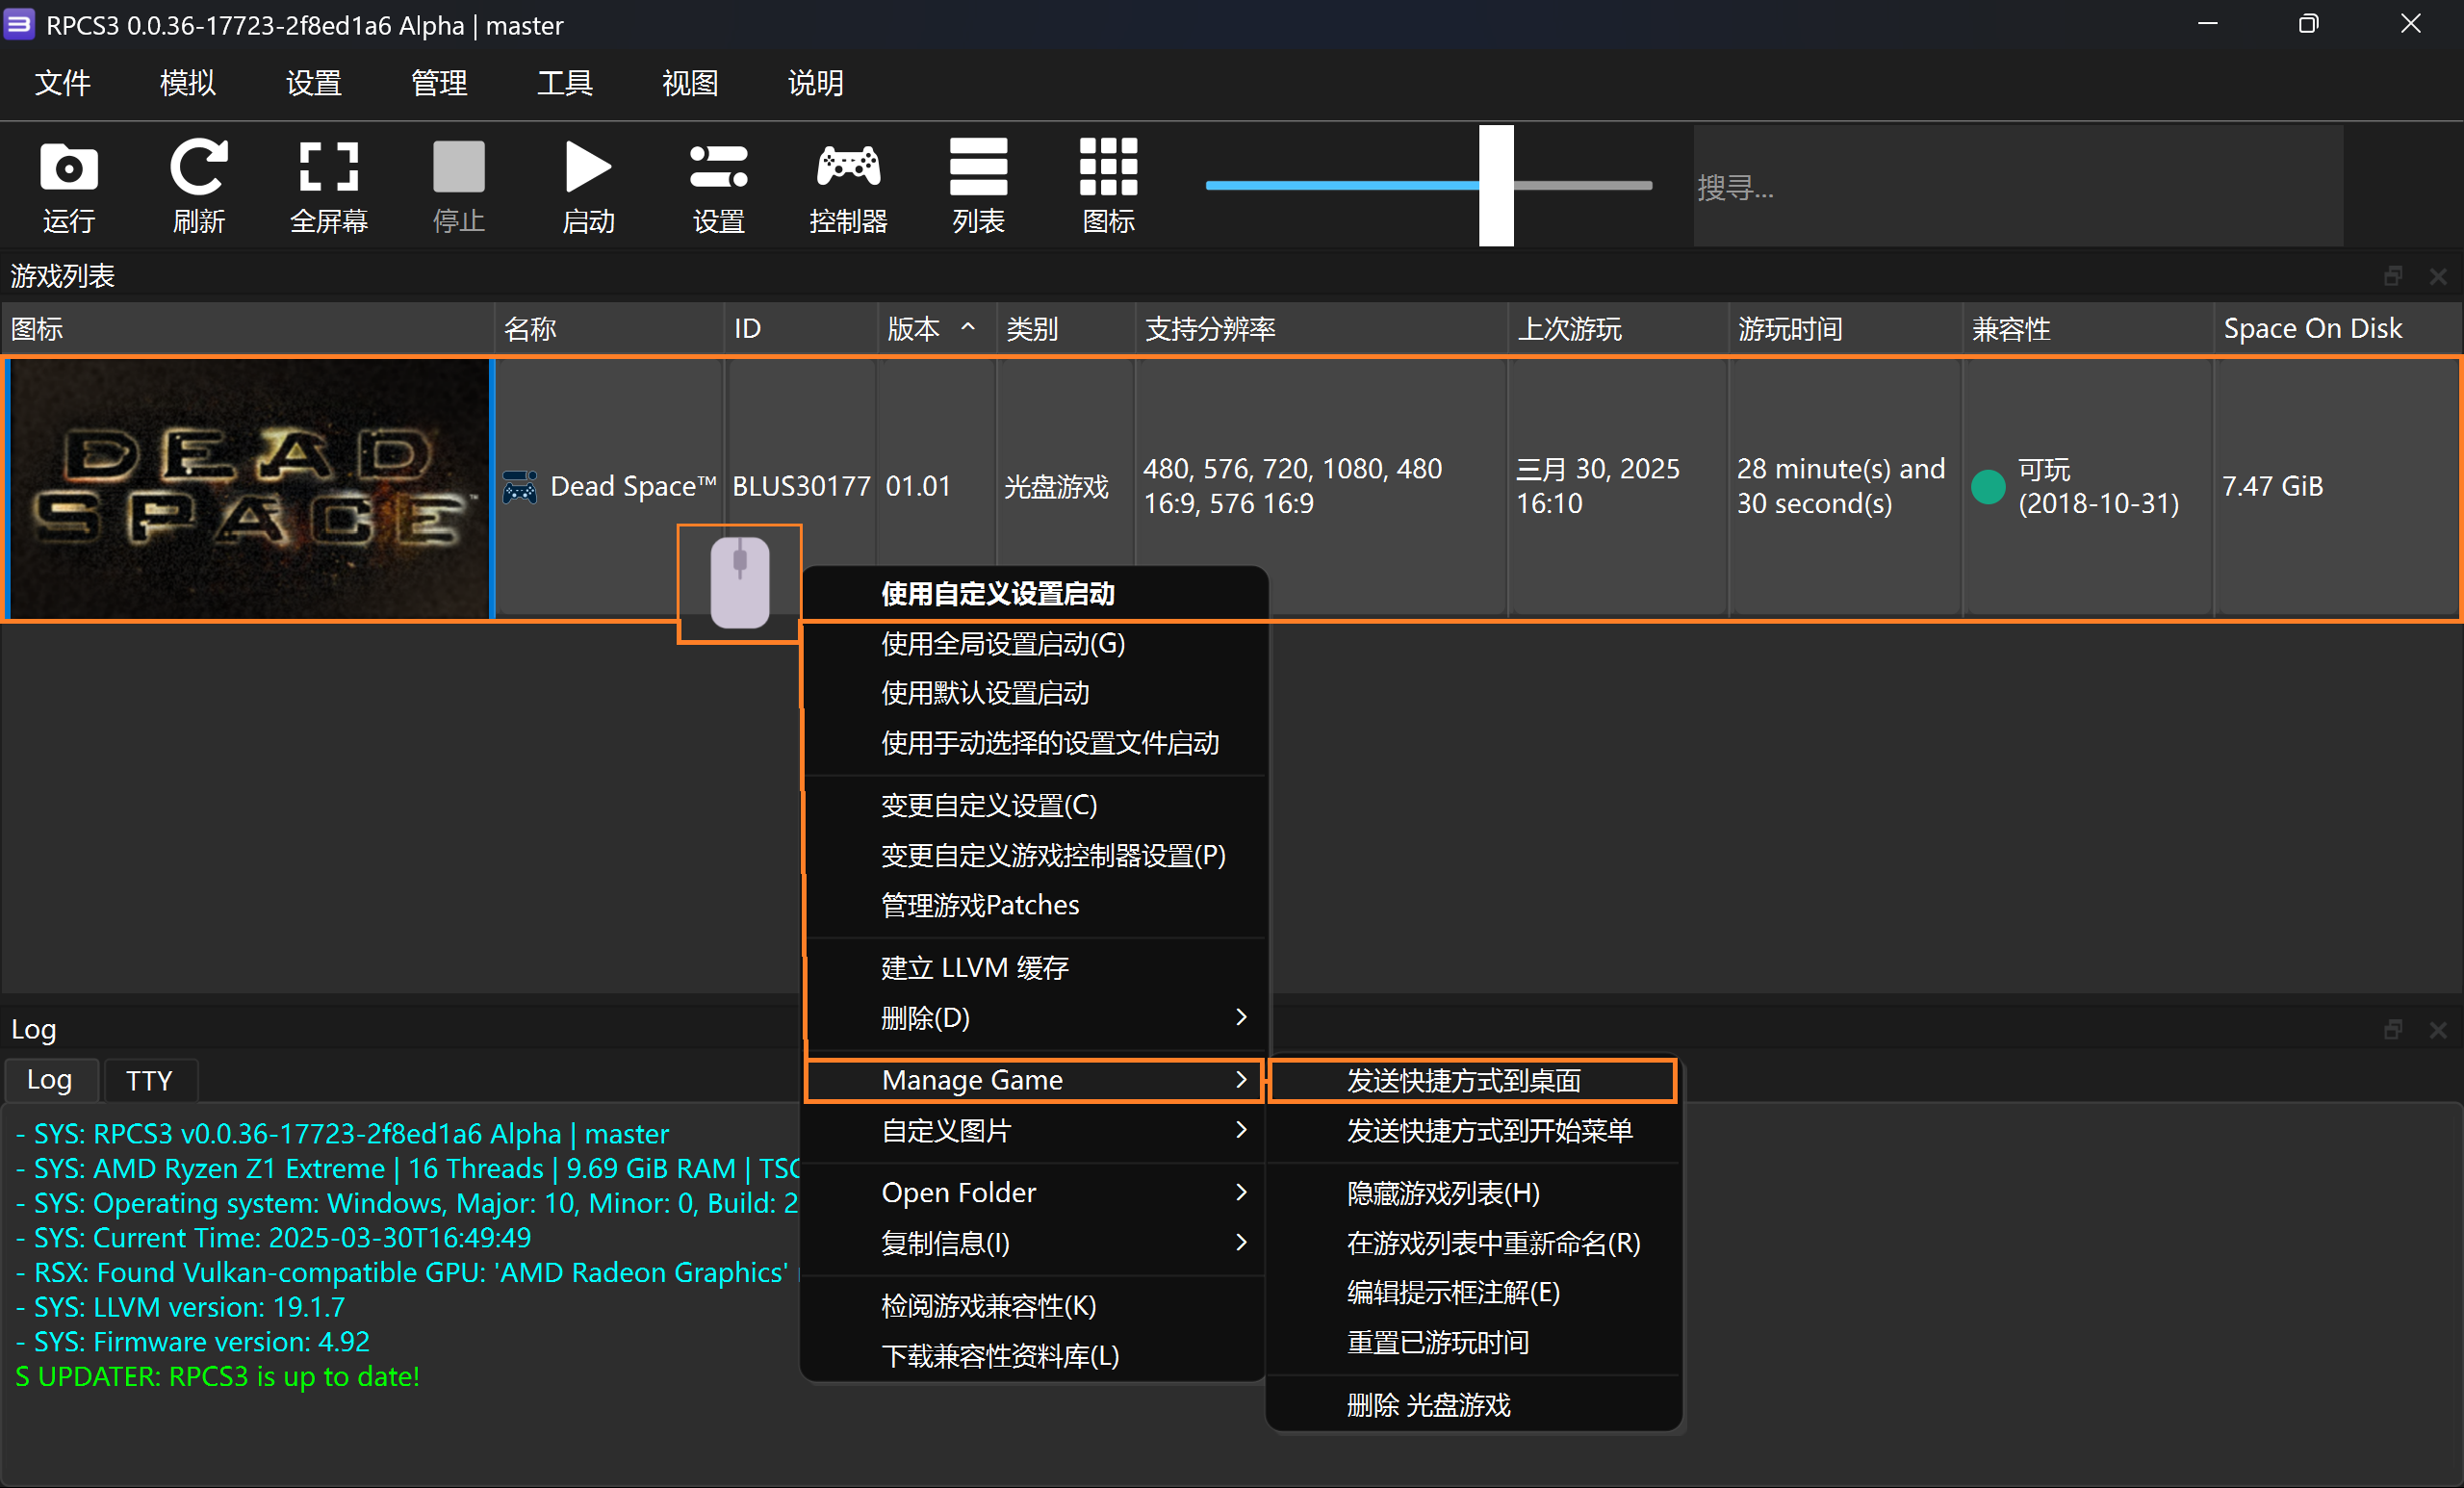 RPCS3 0.0.36-17723-2f8ed1a6 Alpha | master
文件 模拟 设置 管理 工具 视图 说明
运行 刷新 全屏幕 停止 启动 设置 控制器 列表 图标
搜寻...
游戏列表
图标 名称 ID 版本 类别 支持分辨率 上次游玩 游玩时间 兼容性 Space On Disk
DEAD
SPACE™
Dead Space™ BLUS30177 01.01 光盘游戏
480, 576, 720, 1080, 480
16:9, 576 16:9
三月 30, 2025
16:10
28 minute(s) and
30 second(s)
可玩
(2018-10-31)
7.47 GiB
使用自定义设置启动
使用全局设置启动(G)
使用默认设置启动
使用手动选择的设置文件启动
变更自定义设置(C)
变更自定义游戏控制器设置(P)
管理游戏Patches
建立 LLVM 缓存
删除(D)
Manage Game
自定义图片
Open Folder
复制信息(I)
检阅游戏兼容性(K)
下载兼容性资料库(L)
发送快捷方式到桌面
发送快捷方式到开始菜单
隐藏游戏列表(H)
在游戏列表中重新命名(R)
编辑提示框注解(E)
重置已游玩时间
删除 光盘游戏
Log
Log TTY
- SYS: RPCS3 v0.0.36-17723-2f8ed1a6 Alpha | master
- SYS: AMD Ryzen Z1 Extreme | 16 Threads | 9.69 GiB RAM | TSC
- SYS: Operating system: Windows, Major: 10, Minor: 0, Build: 2
- SYS: Current Time: 2025-03-30T16:49:49
- RSX: Found Vulkan-compatible GPU: 'AMD Radeon Graphics'
- SYS: LLVM version: 19.1.7
- SYS: Firmware version: 4.92
S UPDATER: RPCS3 is up to date!